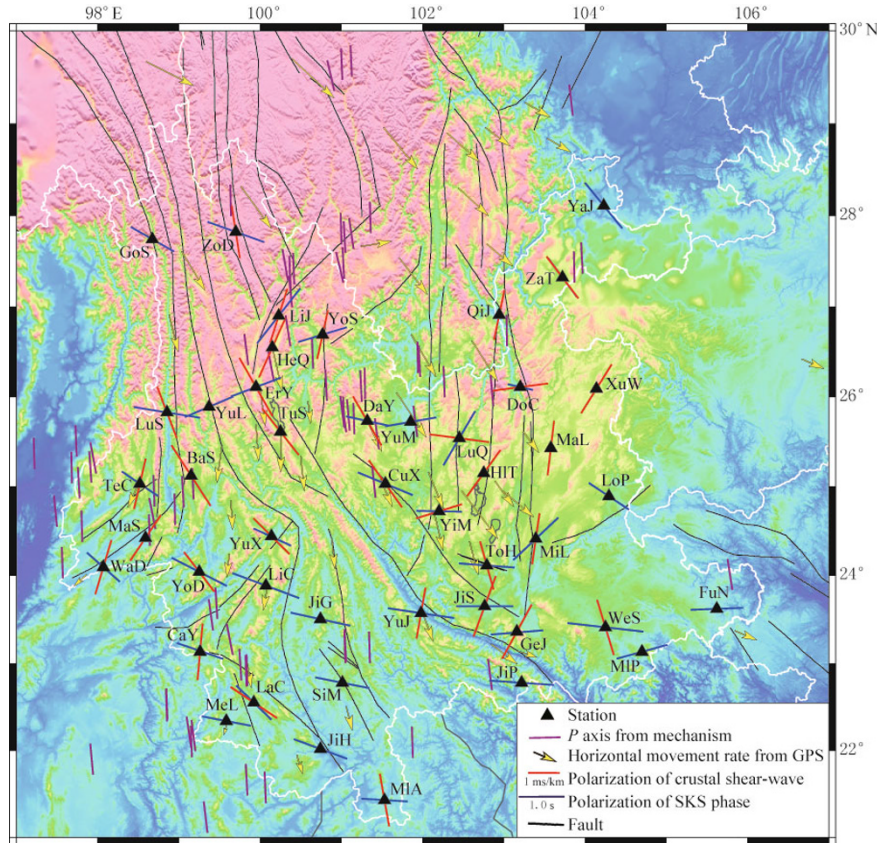 98° E
100°
102°
104°
106°
30° N
YaJ
28°
GoS
ZoD
ZaT
LiJ
YoS
QiJ
HeQ
ErY
XuW
26°
YuL
DoC
LuS
TuS
DaY
YuM
LuQ
MaL
BaS
TeC
CuX
HlT
LoP
MaS
YiM
YuX
ToH
MiL
WaD
24°
YoD
LiC
JiS
FuN
JiG
YuJ
WeS
CaY
GeJ
MlP
SiM
JiP
LaC
MeL
JiH
22°
MlA
Station
P axis from mechanism
Horizontal movement rate from GPS
1 ms/km Polarization of crustal shear-wave
1.0 s Polarization of SKS phase
Fault